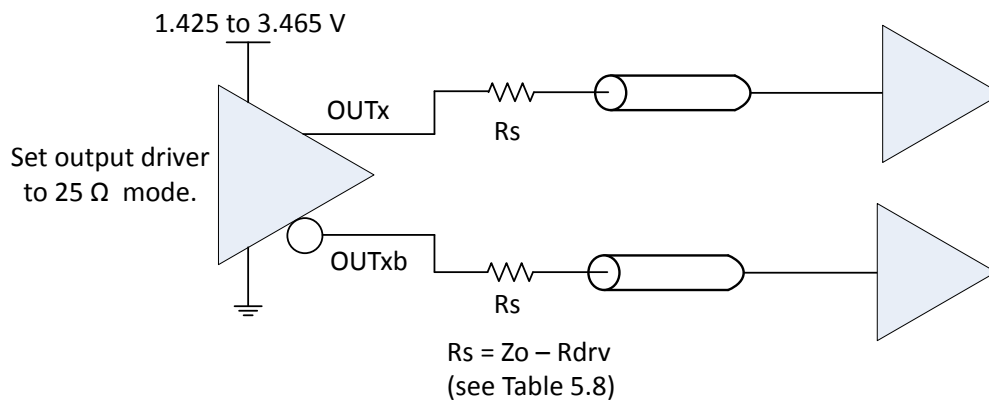 1.425 to 3.465 V
OUTx
Rs
Set output driver
to 25 Ω mode.
OUTxb
Rs
Rs = Zo – Rdrv
(see Table 5.8)